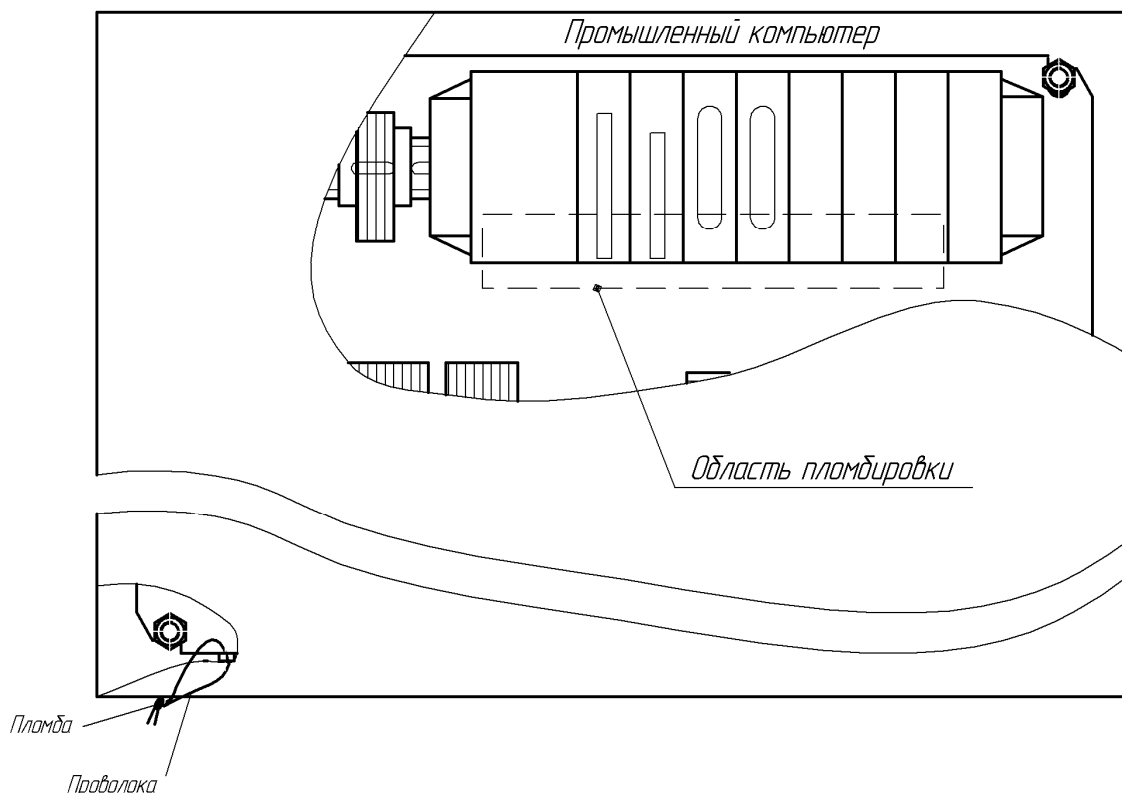 Промышленный компьютер
Область пломбировки
Пломба
Проволока